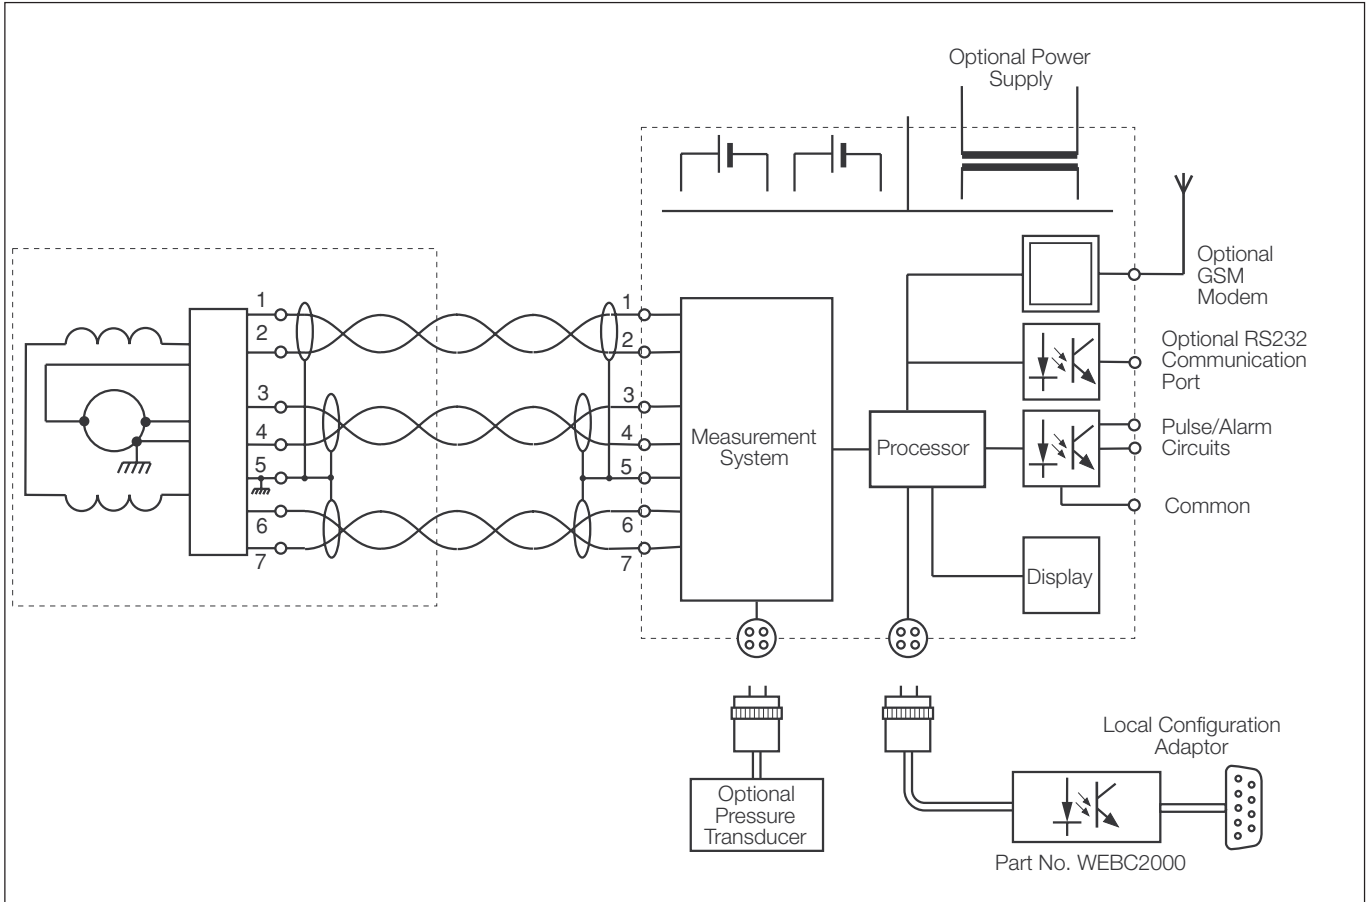 Optional Power
Supply
Optional
GSM
Modem
Optional RS232
Communication
Port
Pulse/Alarm
Circuits
Common
1
2
3
4
5
6
7
1
2
3
4
5
6
7
Measurement
System
Processor
Display
Optional
Pressure
Transducer
Local Configuration
Adaptor
Part No. WEBC2000